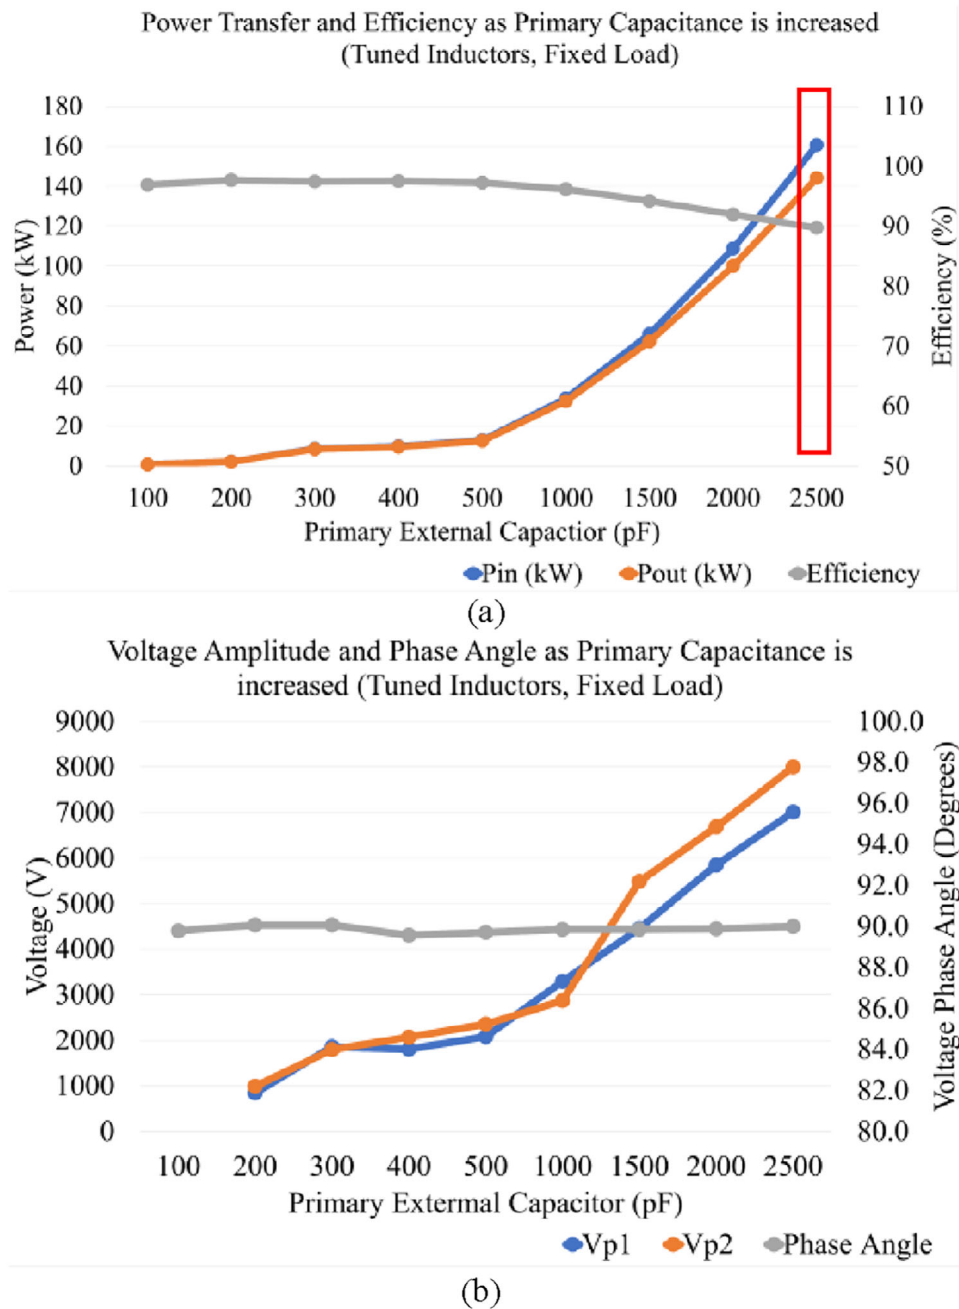 (a)
Power Transfer and Efficiency as Primary Capacitance is increased
(Tuned Inductors, Fixed Load)
180
160
140
120
100
80
60
40
20
0
Power (kW)
110
100
90
80
70
60
50
Efficiency (%)
100 200 300 400 500 1000 1500 2000 2500
Primary External Capactior (pF)
Pin (kW) Pout (kW) Efficiency
(a)
Voltage Amplitude and Phase Angle as Primary Capacitance is
increased (Tuned Inductors, Fixed Load)
9000
8000
7000
6000
5000
4000
3000
2000
1000
0
Voltage (V)
100.0
98.0
96.0
94.0
92.0
90.0
88.0
86.0
84.0
82.0
80.0
Voltage Phase Angle (Degrees)
100 200 300 400 500 1000 1500 2000 2500
Primary Extermal Capacitor (pF)
Vp1 Vp2 Phase Angle
(b)